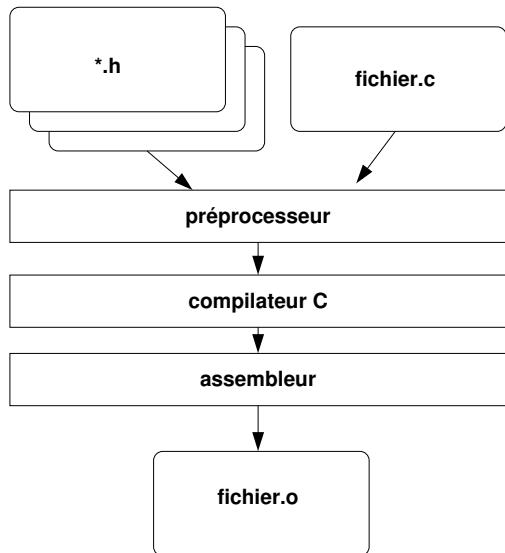 *.h
fichier.c
préprocesseur
compilateur C
assembleur
fichier.o